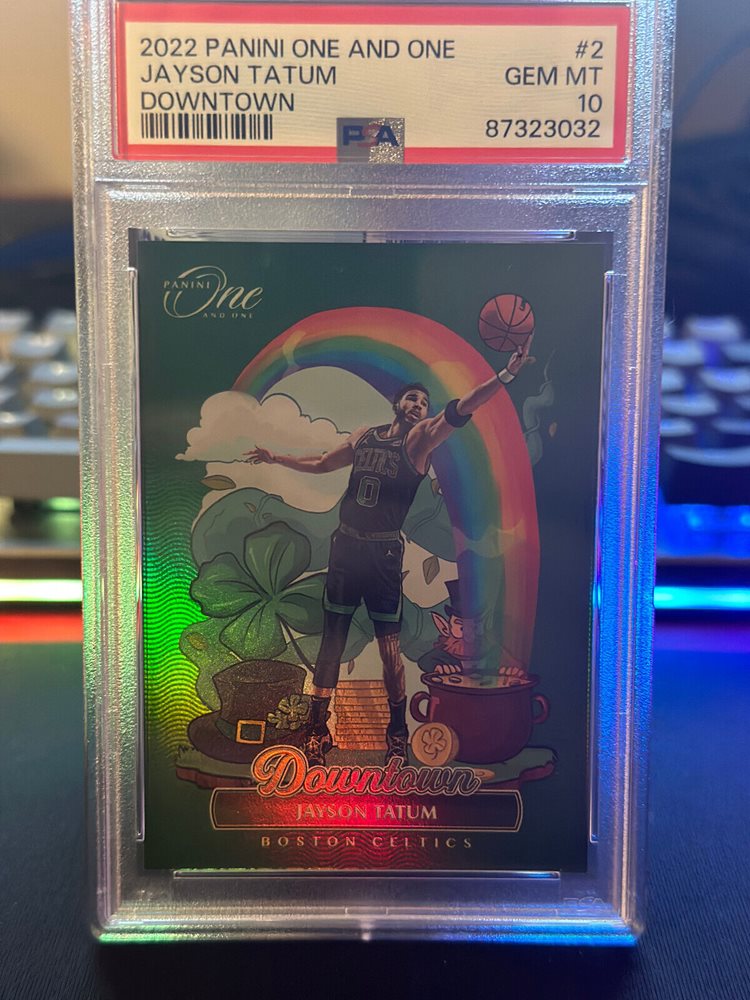 2022 PANINI ONE AND ONE #2
JAYSON TATUM GEM MT
DOWNTOWN 10
PSA 87323032
PANINI
One
AND ONE
CELTICS
0
Downtown
JAYSON TATUM
BOSTON CELTICS
PSA